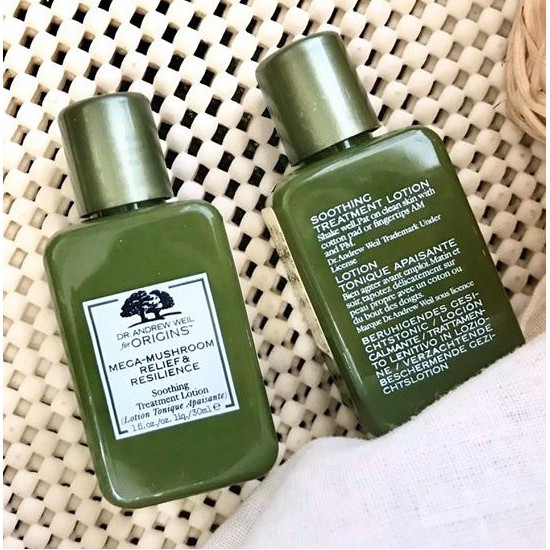 DR. ANDREW WEIL
for ORIGINS™
MEGA-MUSHROOM
RELIEF &
RESILIENCE
Soothing
Treatment Lotion
(Lotion Tonique Apaisante)
1 fl.oz./oz. liq./30ml ℮
SOOTHING
TREATMENT LOTION
Shake well. Pat on clean skin with
cotton pad or fingertips AM
and PM.
Dr. Andrew Weil Trademark Under
License
LOTION
TONIQUE APAISANTE
Bien agiter avant emploi. Matin et
soir, tapotez délicatement sur
peau propre avec un coton ou
du bout des doigts.
Marque Dr. Andrew Weil sous licence
BERUHIGENDES GESI-
CHTSTONIC / LOCION
CALMANTE / TRATTAMEN-
TO LENITIVO IN LOZIO-
NE / VERZACHTENDE
BESCHERMENDE GEZI-
CHTSLOTION